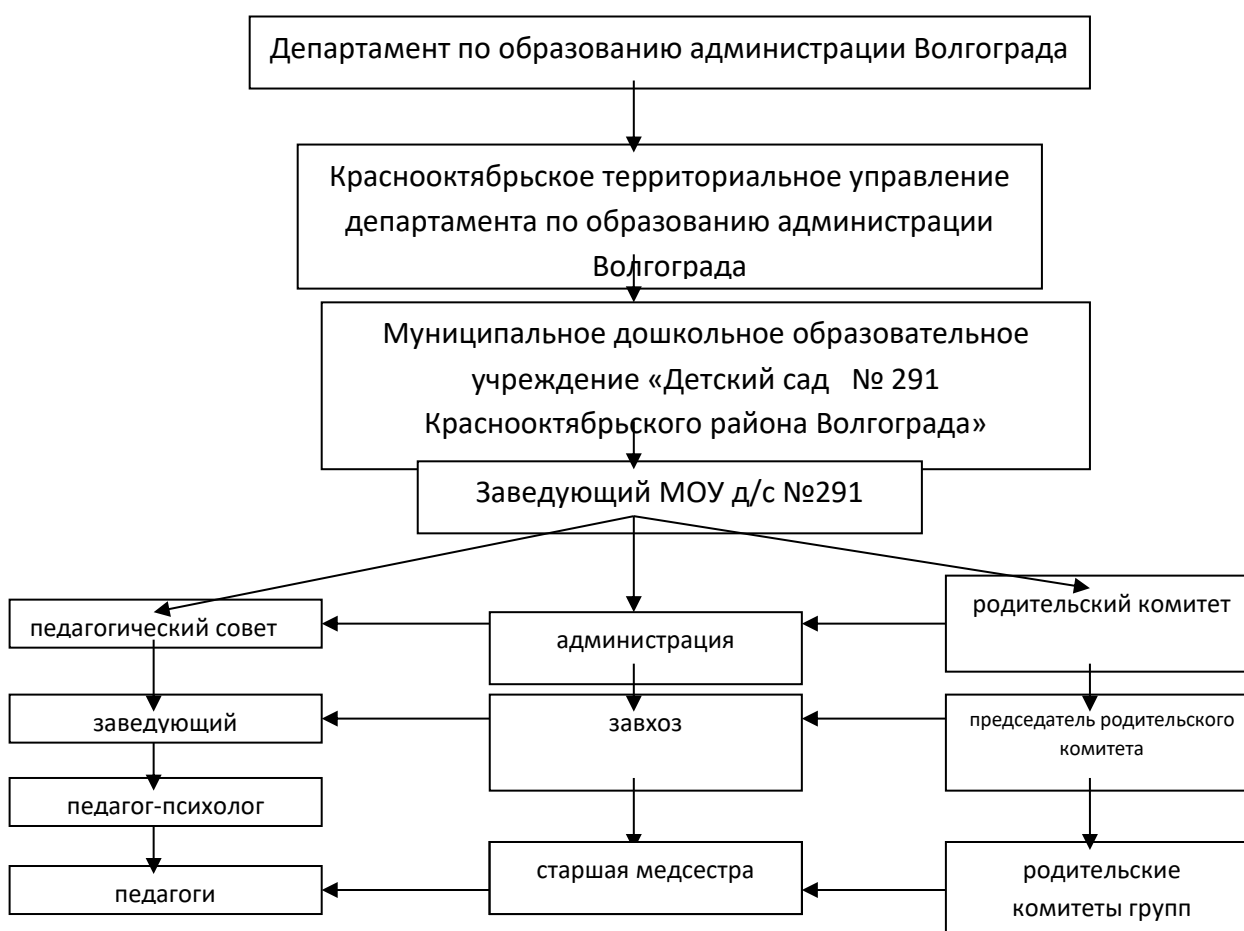 Департамент по образованию администрации Волгограда
Краснооктябрьское территориальное управление
департамента по образованию администрации
Волгограда
Муниципальное дошкольное образовательное
учреждение «Детский сад № 291
Краснооктябрьского района Волгограда»
Заведующий МОУ д/с №291
педагогический совет
администрация
родительский комитет
заведующий
завхоз
председатель родительского
комитета
педагог-психолог
педагоги
старшая медсестра
родительские
комитеты групп